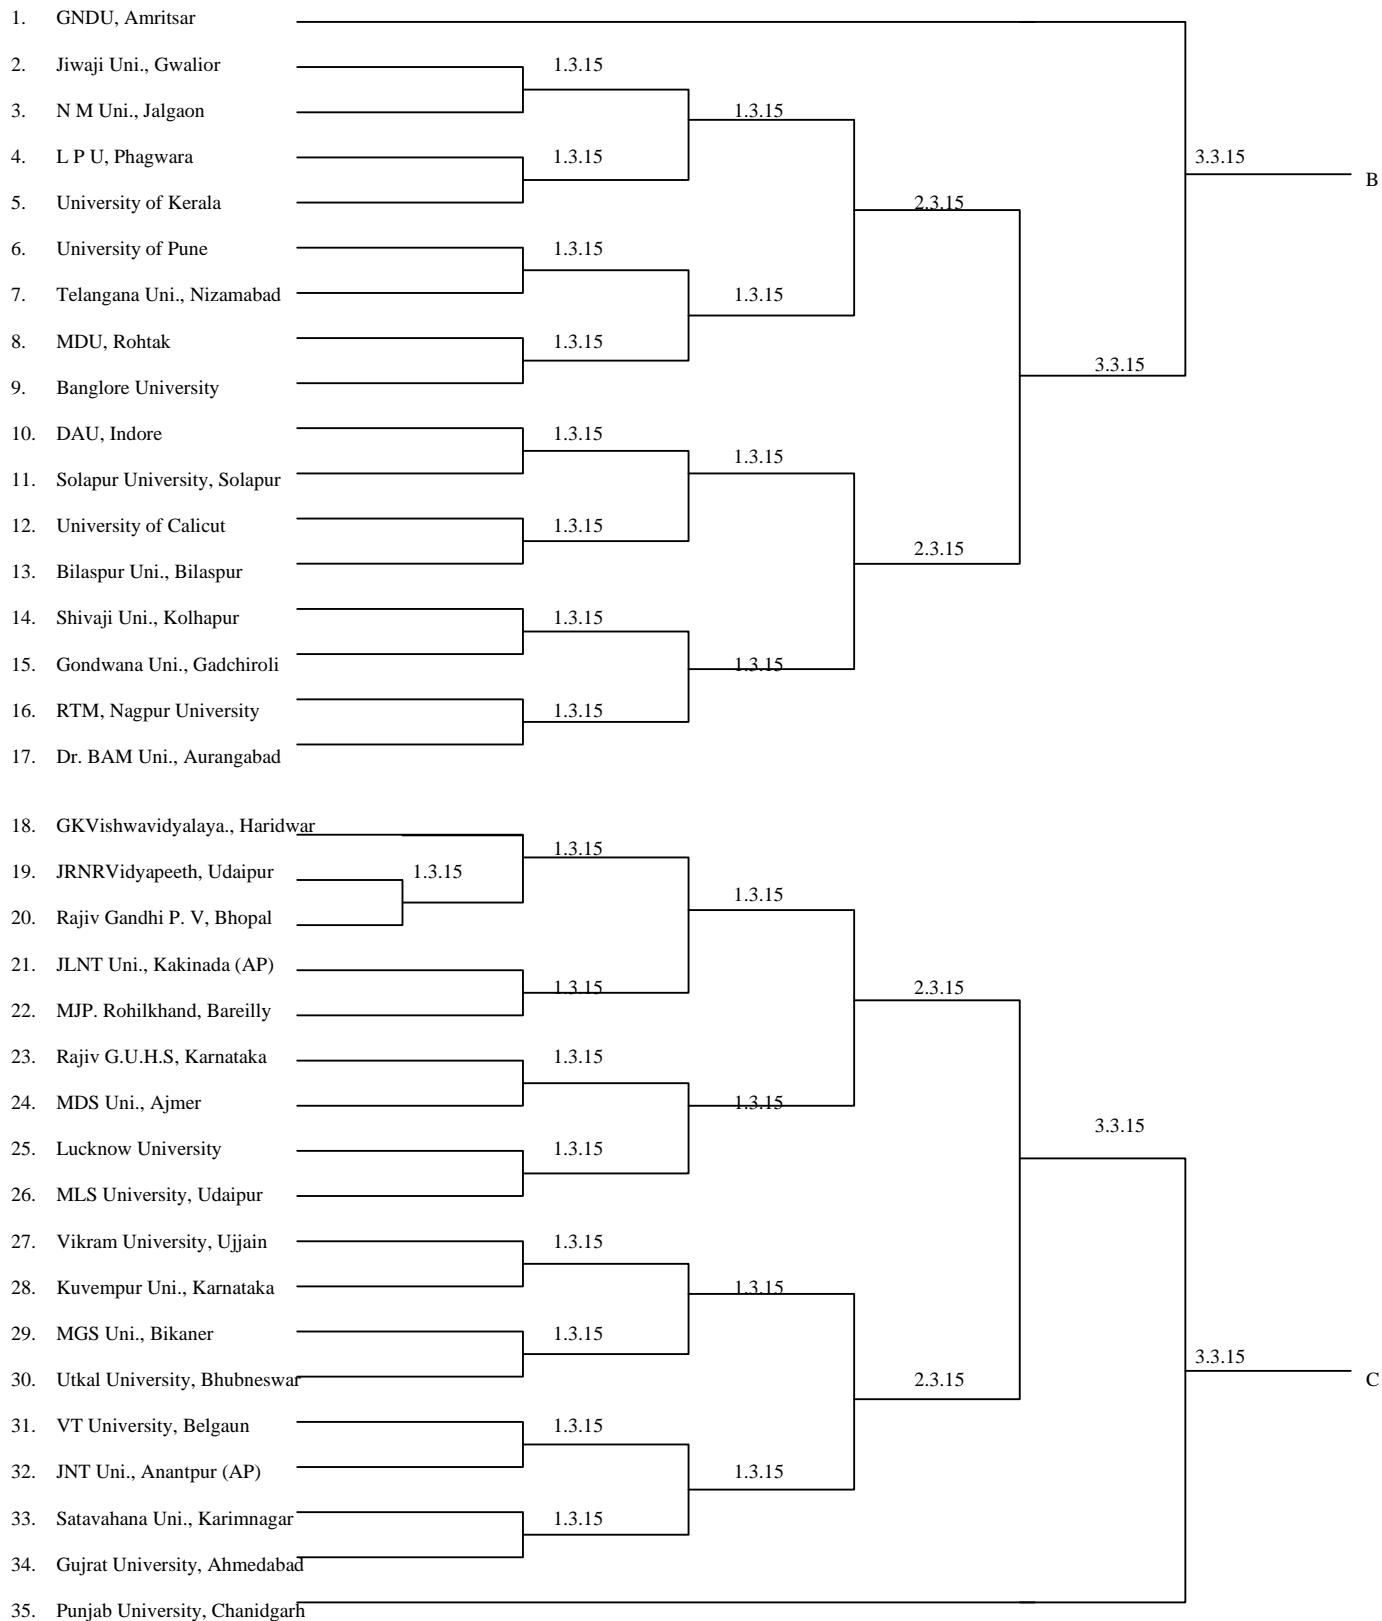 1. GNDU, Amritsar
2. Jiwaji Uni., Gwalior 1.3.15
3. N M Uni., Jalgaon 1.3.15
4. L P U, Phagwara 1.3.15 3.3.15
B
5. University of Kerala 2.3.15
6. University of Pune 1.3.15
7. Telangana Uni., Nizamabad 1.3.15
8. MDU, Rohtak 1.3.15
3.3.15
9. Banglore University
10. DAU, Indore 1.3.15
1.3.15
11. Solapur University, Solapur
12. University of Calicut 1.3.15
2.3.15
13. Bilaspur Uni., Bilaspur
14. Shivaji Uni., Kolhapur 1.3.15
15. Gondwana Uni., Gadchiroli 1.3.15
16. RTM, Nagpur University 1.3.15
17. Dr. BAM Uni., Aurangabad
18. GKVishwavidyalaya., Haridwar
1.3.15
19. JRNRVidyapeeth, Udaipur 1.3.15
1.3.15
20. Rajiv Gandhi P. V, Bhopal
21. JLNT Uni., Kakinada (AP)
1.3.15 2.3.15
22. MJP. Rohilkhand, Bareilly
23. Rajiv G.U.H.S, Karnataka 1.3.15
24. MDS Uni., Ajmer 1.3.15
3.3.15
25. Lucknow University 1.3.15
26. MLS University, Udaipur
27. Vikram University, Ujjain 1.3.15
28. Kuvempur Uni., Karnataka 1.3.15
29. MGS Uni., Bikaner 1.3.15
3.3.15
30. Utkal University, Bhubneswar 2.3.15 C
31. VT University, Belgaun 1.3.15
32. JNT Uni., Anantpur (AP) 1.3.15
33. Satavahana Uni., Karimnagar 1.3.15
34. Gujrat University, Ahmedabad
35. Punjab University, Chanidgarh